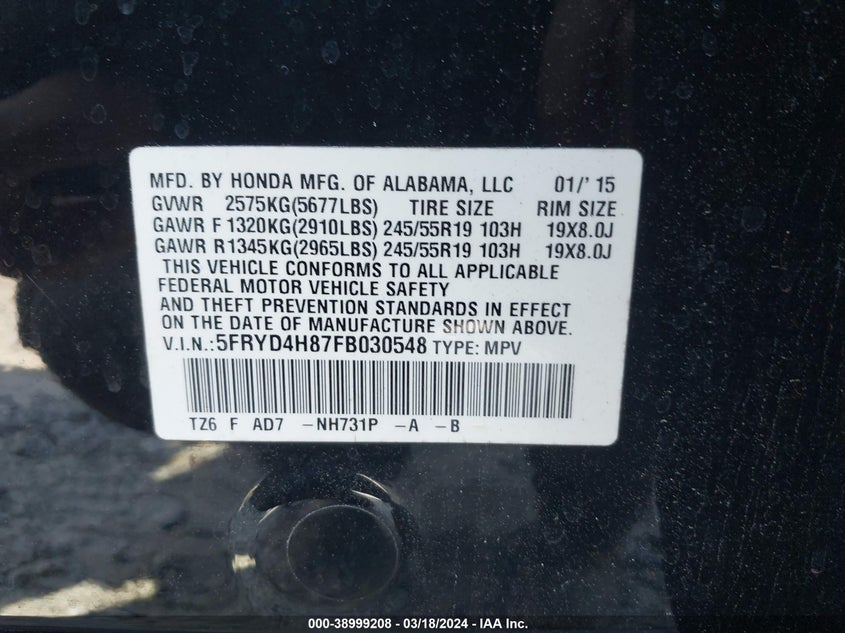 MFD. BY HONDA MFG. OF ALABAMA, LLC 01/'15
GVWR 2575KG(5677LBS) TIRE SIZE RIM SIZE
GAWR F 1320KG(2910LBS) 245/55R19 103H 19X8.0J
GAWR R1345KG(2965LBS) 245/55R19 103H 19X8.0J
THIS VEHICLE CONFORMS TO ALL APPLICABLE
FEDERAL MOTOR VEHICLE SAFETY
AND THEFT PREVENTION STANDARDS IN EFFECT
ON THE DATE OF MANUFACTURE SHOWN ABOVE.
V.I.N.:5FRYD4H87FB030548 TYPE: MPV
TZ6 F AD7 -NH731P -A -B
000-38999208 - 03/18/2024 - IAA Inc.